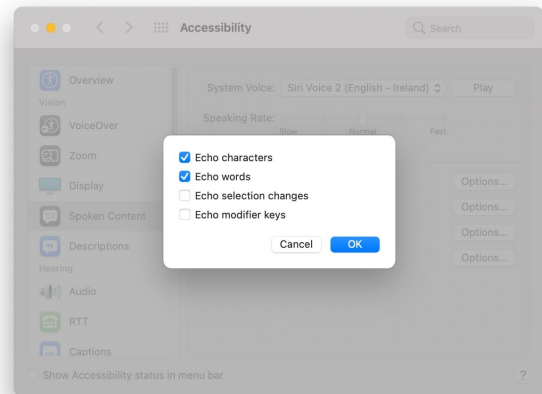 Accessibility
Search
Overview
Vision
VoiceOver
Zoom
Display
Spoken Content
Descriptions
Hearing
Audio
RTT
Captions
System Voice: Siri Voice 2 (English – Ireland) Play
Speaking Rate:
Slow Normal Fast
Echo characters
Echo words
Echo selection changes
Echo modifier keys
Cancel OK
Options...
Options...
Options...
Options...
Show Accessibility status in menu bar ?